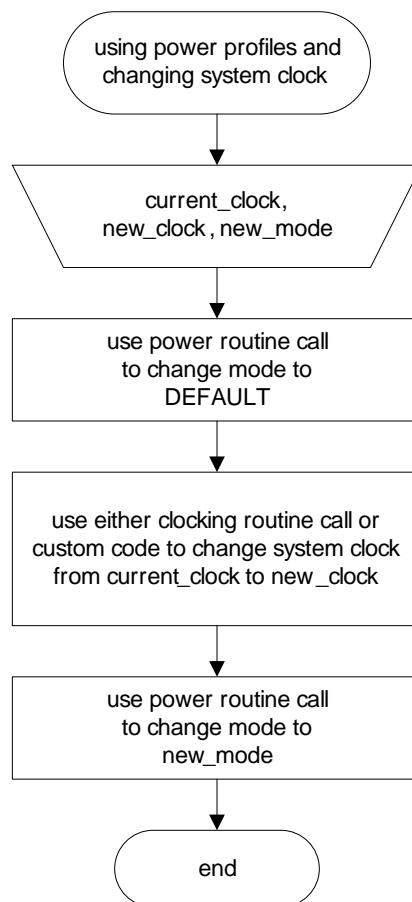 using power profiles and
changing system clock
current_clock,
new_clock, new_mode
use power routine call
to change mode to
DEFAULT
use either clocking routine call or
custom code to change system clock
from current_clock to new_clock
use power routine call
to change mode to
new_mode
end